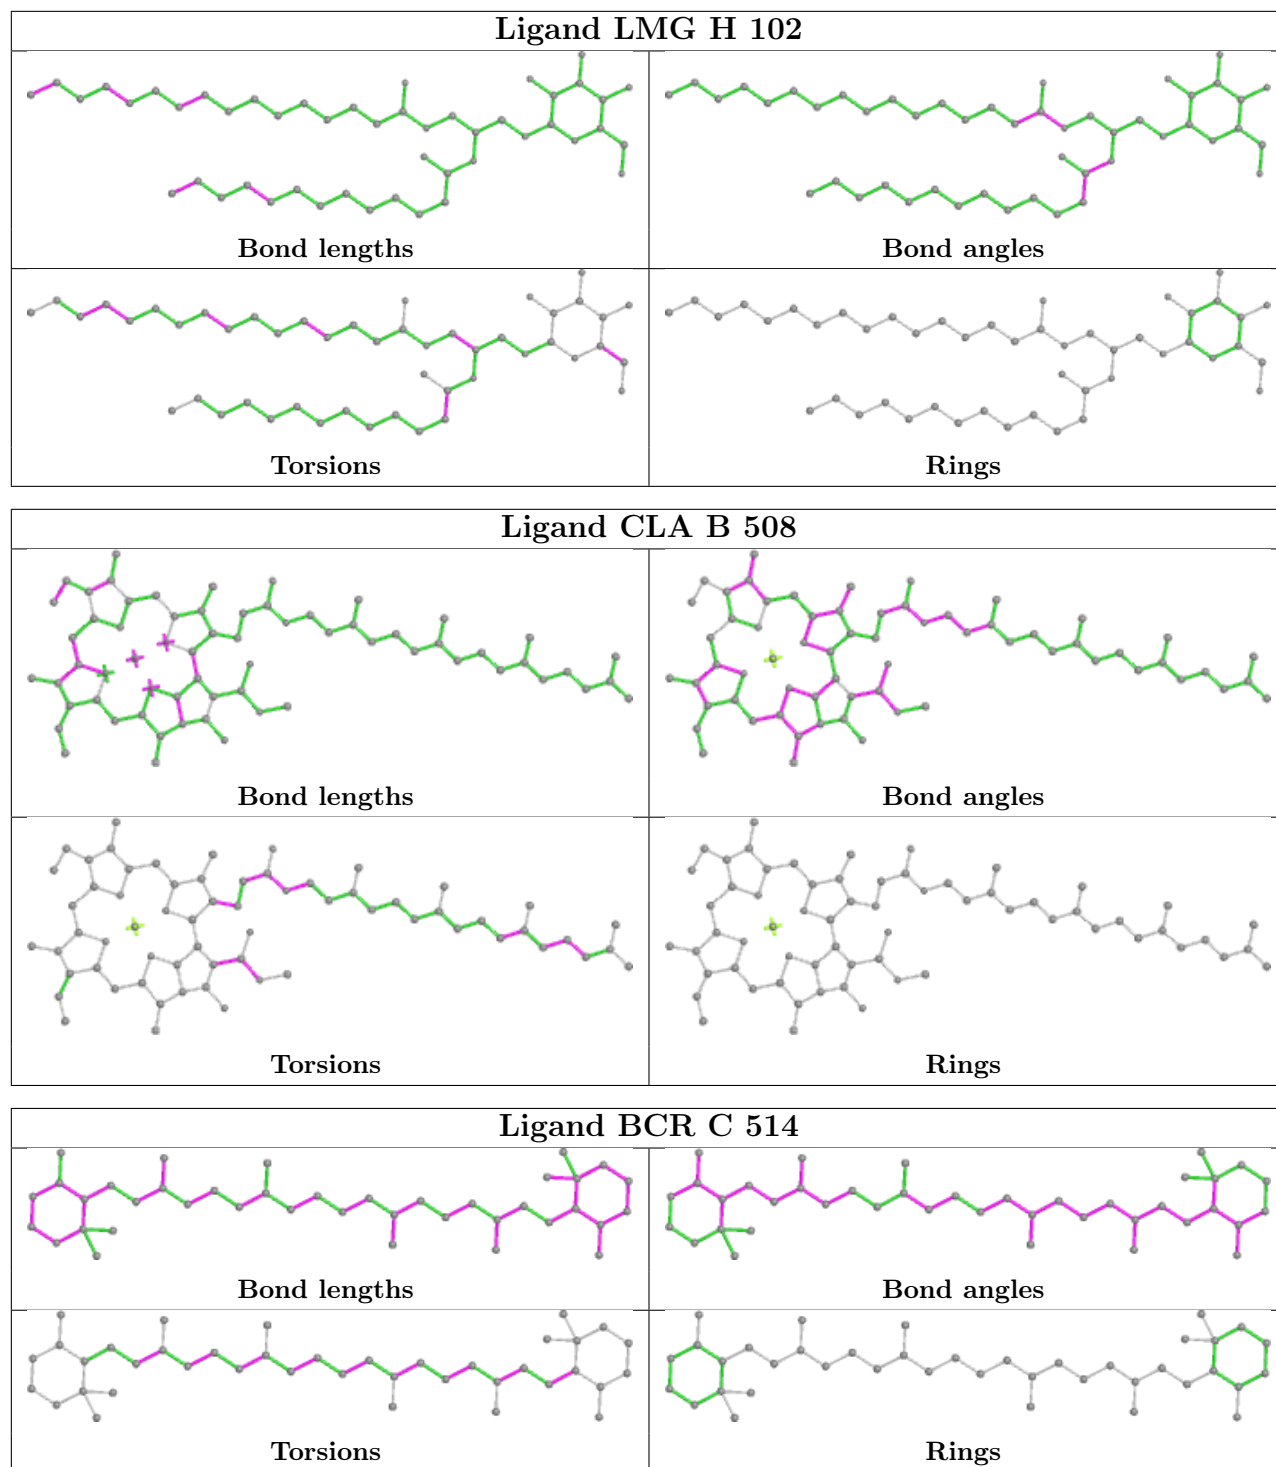 Ligand LMG H 102
Bond lengths
Bond angles
Torsions
Rings
Ligand CLA B 508
Bond lengths
Bond angles
Torsions
Rings
Ligand BCR C 514
Bond lengths
Bond angles
Torsions
Rings